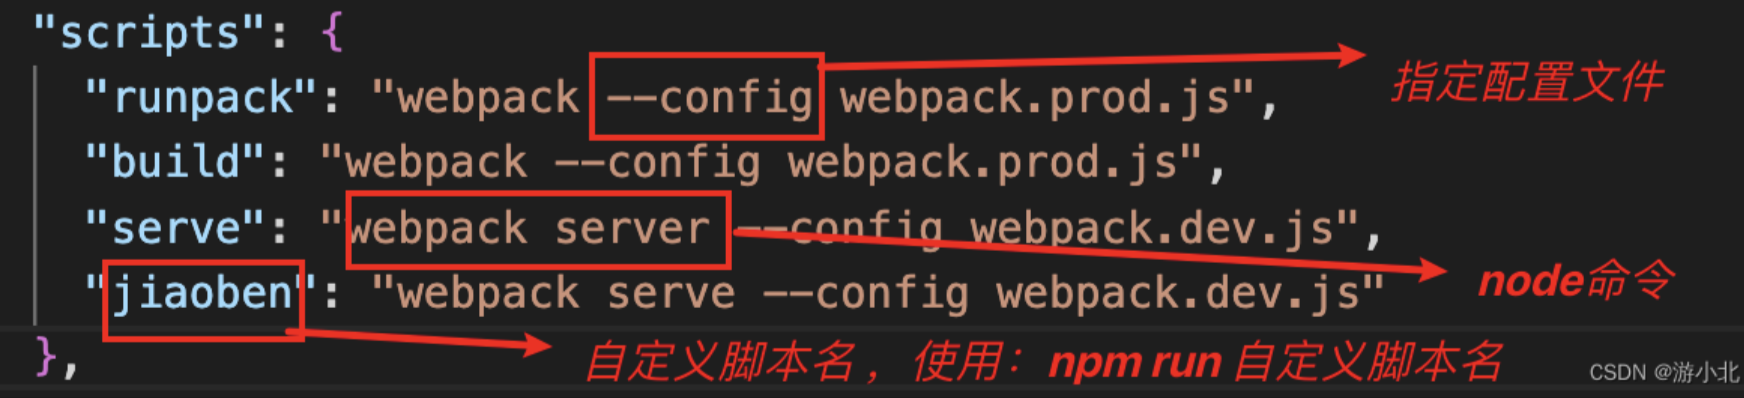 "scripts": {
"runpack": "webpack --config webpack.prod.js", 指定配置文件
"build": "webpack --config webpack.prod.js",
"serve": "webpack server --config webpack.dev.js",
"jiaoben": "webpack serve --config webpack.dev.js" node命令
}, 自定义脚本名，使用：npm run 自定义脚本名
CSDN @游小北